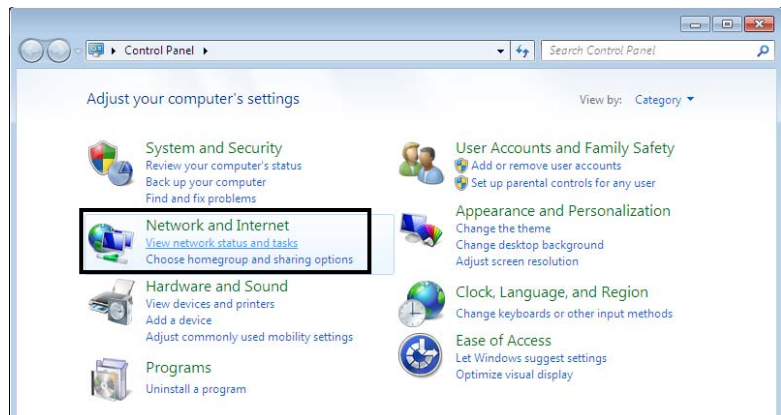 Control Panel
Search Control Panel
Adjust your computer's settings
View by: Category
System and Security
Review your computer's status
Back up your computer
Find and fix problems
Network and Internet
View network status and tasks
Choose homegroup and sharing options
Hardware and Sound
View devices and printers
Add a device
Adjust commonly used mobility settings
Programs
Uninstall a program
User Accounts and Family Safety
Add or remove user accounts
Set up parental controls for any user
Appearance and Personalization
Change the theme
Change desktop background
Adjust screen resolution
Clock, Language, and Region
Change keyboards or other input methods
Ease of Access
Let Windows suggest settings
Optimize visual display